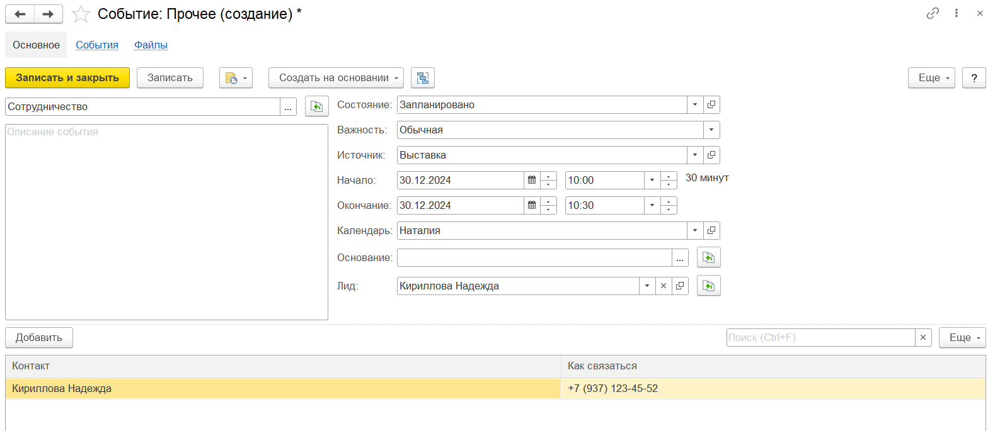 Событие: Прочее (создание) *
Основное События Файлы
Записать и закрыть Записать Создать на основании Еще ?
Сотрудничество ...
Описание события
Состояние: Запланировано
Важность: Обычная
Источник: Выставка
Начало: 30.12.2024 10:00 30 минут
Окончание: 30.12.2024 10:30
Календарь: Наталия
Основание: ...
Лид: Кириллова Надежда
Добавить Поиск (Ctrl+F) Еще
Контакт Как связаться
Кириллова Надежда +7 (937) 123-45-52